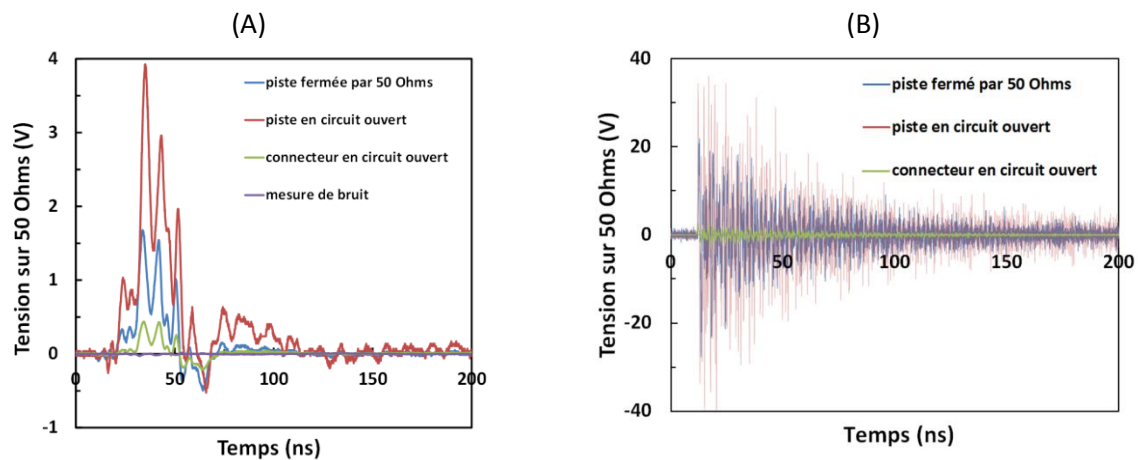 (A)
Tension sur 50 Ohms (V)
4
3
2
1
0
-1
0
50
100
150
200
piste fermée par 50 Ohms
piste en circuit ouvert
connecteur en circuit ouvert
mesure de bruit
Temps (ns)
(B)
Tension sur 50 Ohms (V)
40
20
0
-20
-40
0
50
100
150
200
piste fermé par 50 Ohms
piste en circuit ouvert
connecteur en circuit ouvert
Temps (ns)